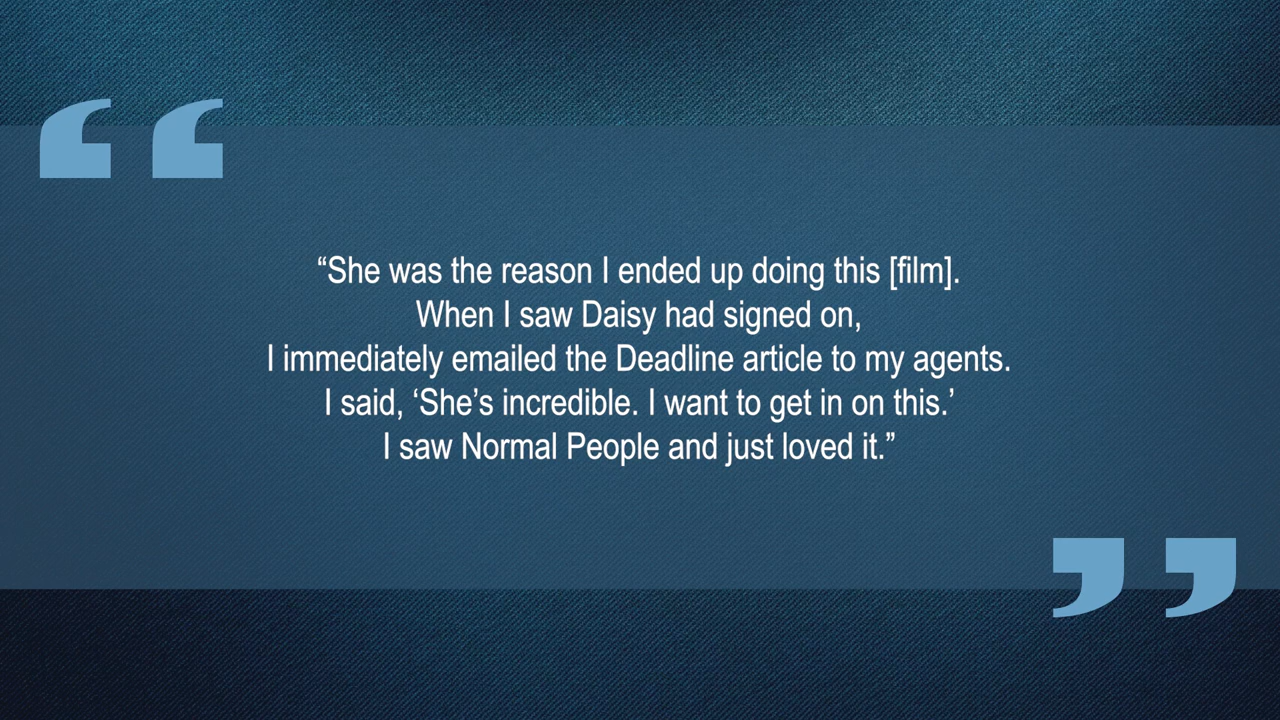 “She was the reason I ended up doing this [film].
When I saw Daisy had signed on,
I immediately emailed the Deadline article to my agents.
I said, ‘She’s incredible. I want to get in on this.’
I saw Normal People and just loved it.”